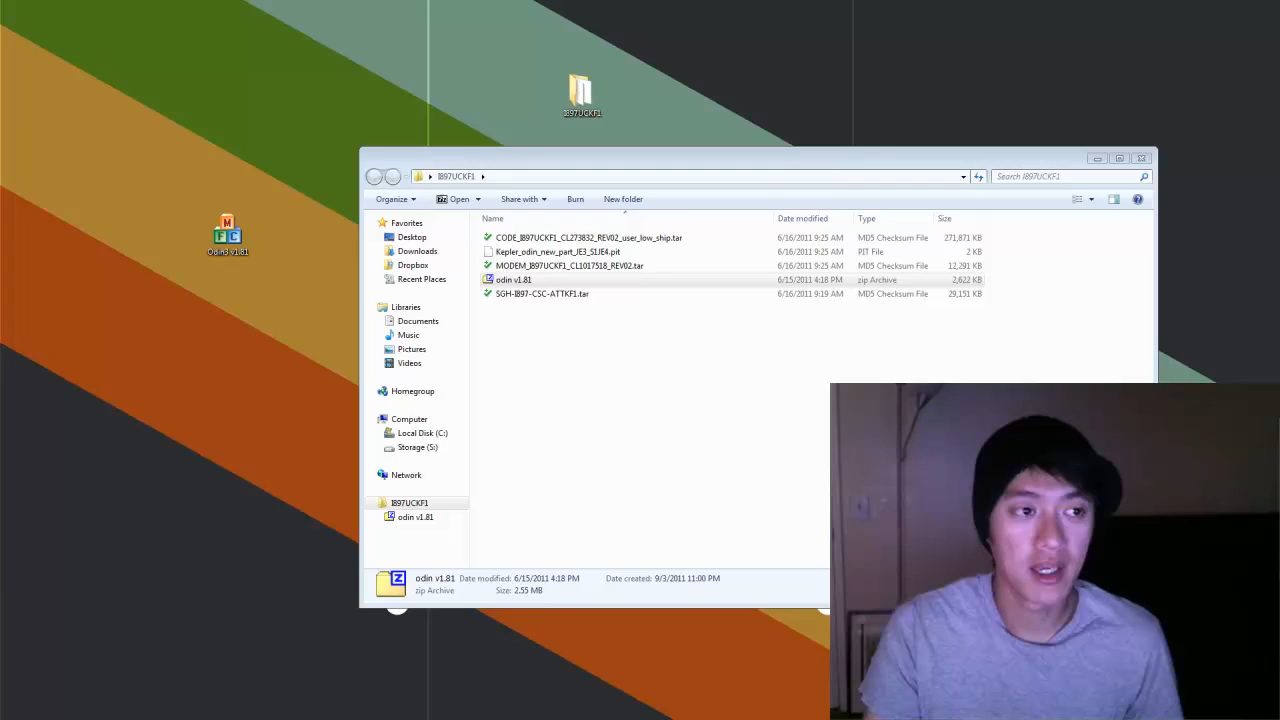 I897UCKF1
Odin3 v1.81
I897UCKF1
Search I897UCKF1
Organize Open Share with Burn New folder
Name Date modified Type Size
CODE_I897UCKF1_CL273832_REV02_user_low_ship.tar 6/16/2011 9:25 AM MD5 Checksum File 271,871 KB
Kepler_odin_new_part_JE3_S1JE4.pit 6/16/2011 9:25 AM PIT File 2 KB
MODEM_I897UCKF1_CL1017518_REV02.tar 6/16/2011 9:25 AM MD5 Checksum File 12,291 KB
odin v1.81 6/15/2011 4:18 PM zip Archive 2,622 KB
SGH-I897-CSC-ATTKF1.tar 6/16/2011 9:19 AM MD5 Checksum File 29,151 KB
Favorites
Desktop
Downloads
Dropbox
Recent Places
Libraries
Documents
Music
Pictures
Videos
Homegroup
Computer
Local Disk (C:)
Storage (S:)
Network
I897UCKF1
odin v1.81
odin v1.81 Date modified: 6/15/2011 4:18 PM Date created: 9/3/2011 11:00 PM
zip Archive Size: 2.55 MB